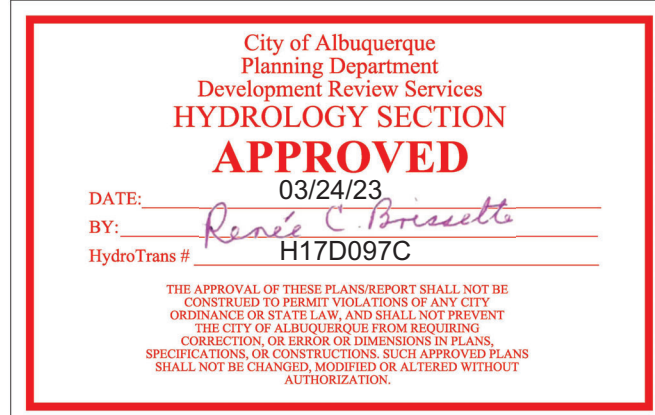 City of Albuquerque
Planning Department
Development Review Services
HYDROLOGY SECTION
APPROVED
DATE: 03/24/23
BY: Renée C. Brissette
HydroTrans # H17D097C
THE APPROVAL OF THESE PLANS/REPORT SHALL NOT BE
CONSTRUED TO PERMIT VIOLATIONS OF ANY CITY
ORDINANCE OR STATE LAW, AND SHALL NOT PREVENT
THE CITY OF ALBUQUERQUE FROM REQUIRING
CORRECTION, OR ERROR OR DIMENSIONS IN PLANS,
SPECIFICATIONS, OR CONSTRUCTIONS. SUCH APPROVED PLANS
SHALL NOT BE CHANGED, MODIFIED OR ALTERED WITHOUT
AUTHORIZATION.